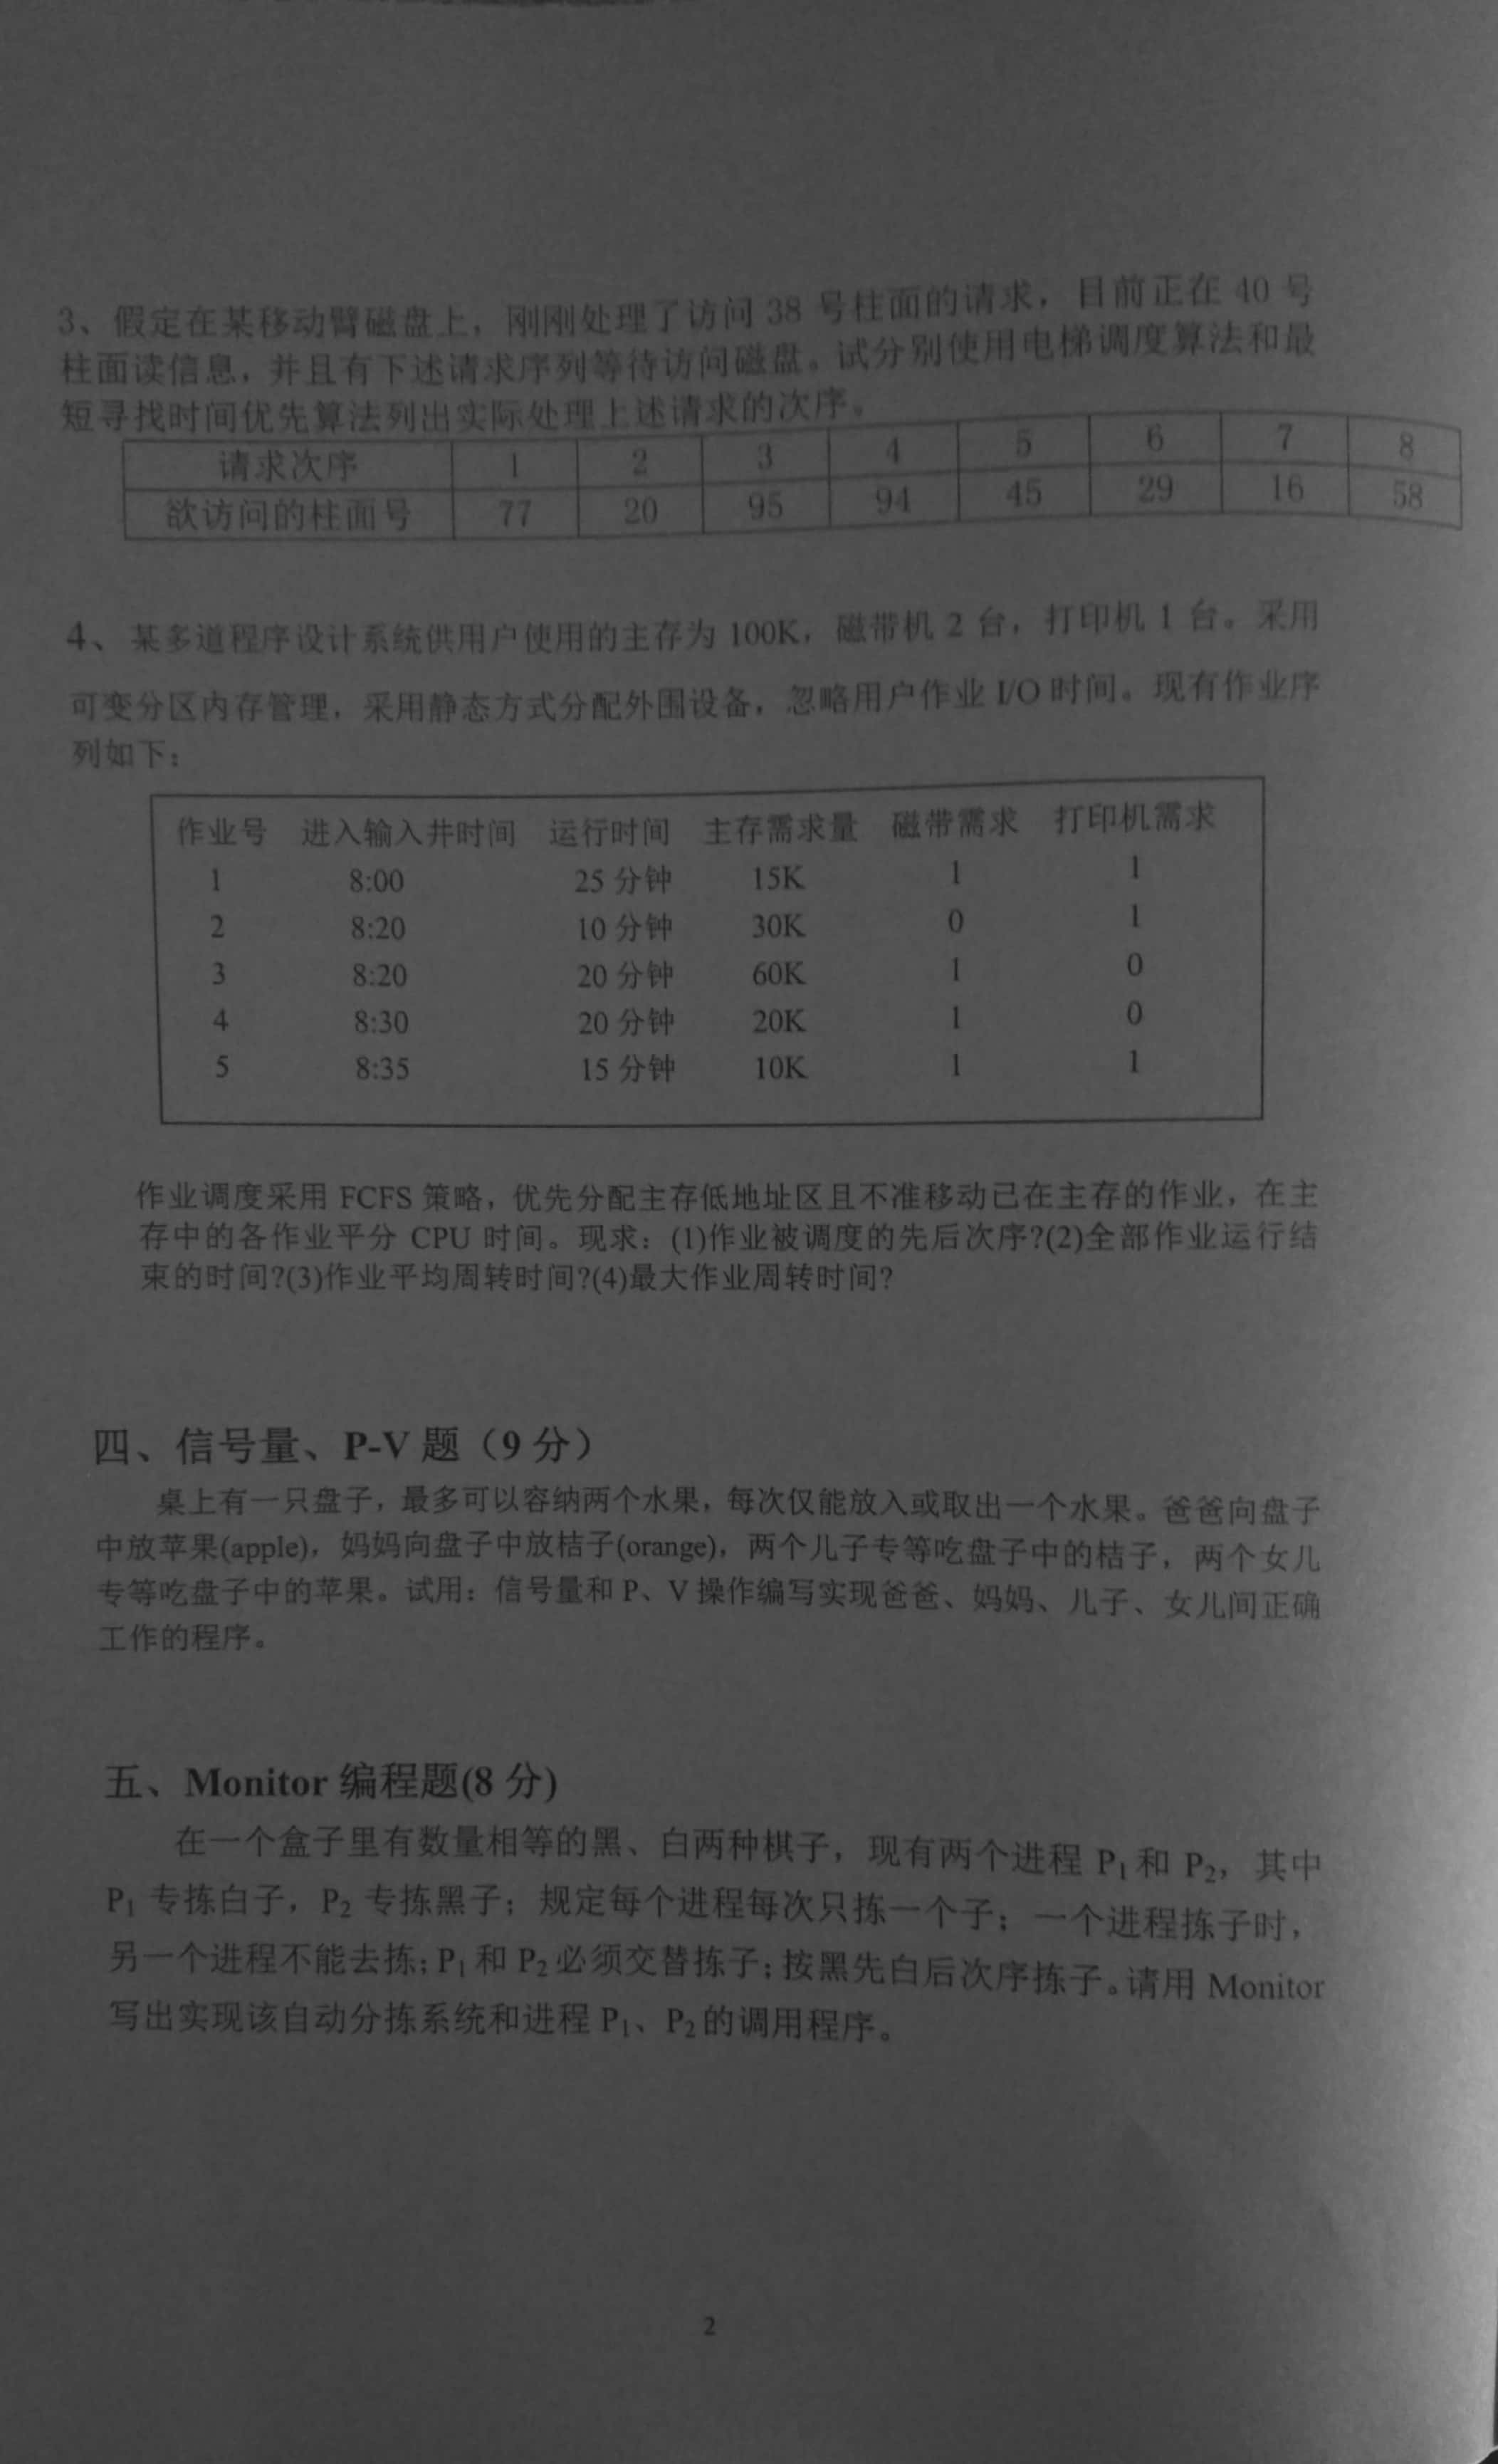 3、假定在某移动臂磁盘上，刚刚处理了访问 38 号柱面的请求，目前正在 40 号
柱面读信息，并且有下述请求序列等待访问磁盘。试分别使用电梯调度算法和最
短寻找时间优先算法列出实际处理上述请求的次序。
请求次序 1 2 3 4 5 6 7 8
欲访问的柱面号 77 20 95 94 45 29 16 58
4、某多道程序设计系统供用户使用的主存为 100K，磁带机 2 台，打印机 1 台。采用
可变分区内存管理，采用静态方式分配外围设备，忽略用户作业 I/O 时间。现有作业序
列如下：
作业号 进入输入井时间 运行时间 主存需求量 磁带需求 打印机需求
1 8:00 25 分钟 15K 1 1
2 8:20 10 分钟 30K 0 1
3 8:20 20 分钟 60K 1 0
4 8:30 20 分钟 20K 1 0
5 8:35 15 分钟 10K 1 1
作业调度采用 FCFS 策略，优先分配主存低地址区且不准移动已在主存的作业，在主
存中的各作业平分 CPU 时间。现求：(1)作业被调度的先后次序?(2)全部作业运行结
束的时间?(3)作业平均周转时间?(4)最大作业周转时间?
四、信号量、P-V 题（9 分）
桌上有一只盘子，最多可以容纳两个水果，每次仅能放入或取出一个水果。爸爸向盘子
中放苹果(apple)，妈妈向盘子中放桔子(orange)，两个儿子专等吃盘子中的桔子，两个女儿
专等吃盘子中的苹果。试用：信号量和 P、V 操作编写实现爸爸、妈妈、儿子、女儿间正确
工作的程序。
五、Monitor 编程题(8 分)
在一个盒子里有数量相等的黑、白两种棋子，现有两个进程 P₁和 P₂，其中
P₁ 专拣白子，P₂ 专拣黑子；规定每个进程每次只拣一个子；一个进程拣子时，
另一个进程不能去拣；P₁和 P₂必须交替拣子；按黑先白后次序拣子。请用 Monitor
写出实现该自动分拣系统和进程 P₁、P₂的调用程序。
2